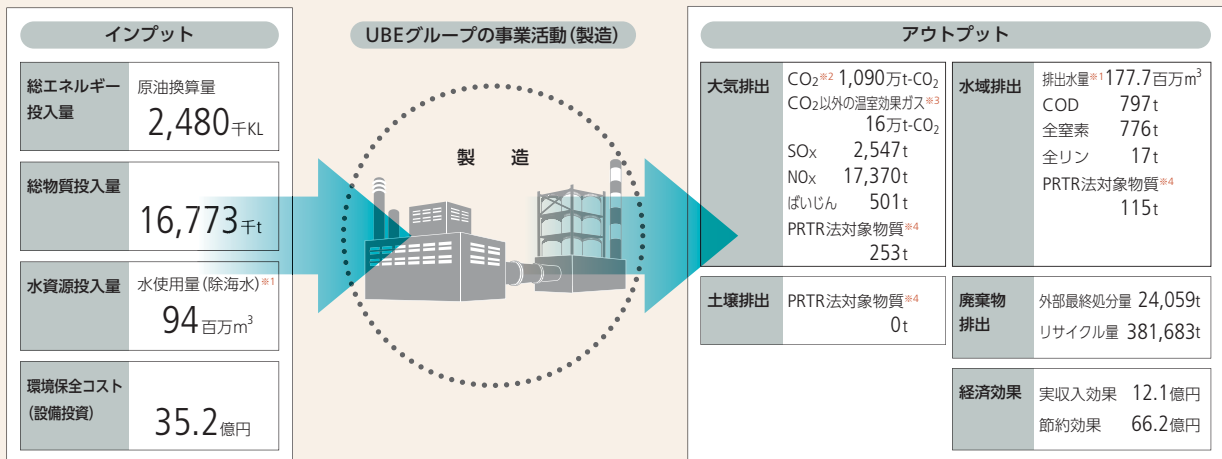 インプット
総エネルギー
投入量
原油換算量
2,480千KL
総物質投入量
16,773千t
水資源投入量
水使用量(除海水)※1
94百万m³
環境保全コスト
(設備投資)
35.2億円
UBEグループの事業活動(製造)
製 造
アウトプット
大気排出
CO₂※2 1,090万t-CO₂
CO₂以外の温室効果ガス※3
16万t-CO₂
SOx 2,547t
NOx 17,370t
ばいじん 501t
PRTR法対象物質※4
253t
水域排出
排出水量※1 177.7百万m³
COD 797t
全窒素 776t
全リン 17t
PRTR法対象物質※4
115t
土壌排出
PRTR法対象物質※4
0t
廃棄物
排出
外部最終処分量 24,059t
リサイクル量 381,683t
経済効果
実収入効果 12.1億円
節約効果 66.2億円